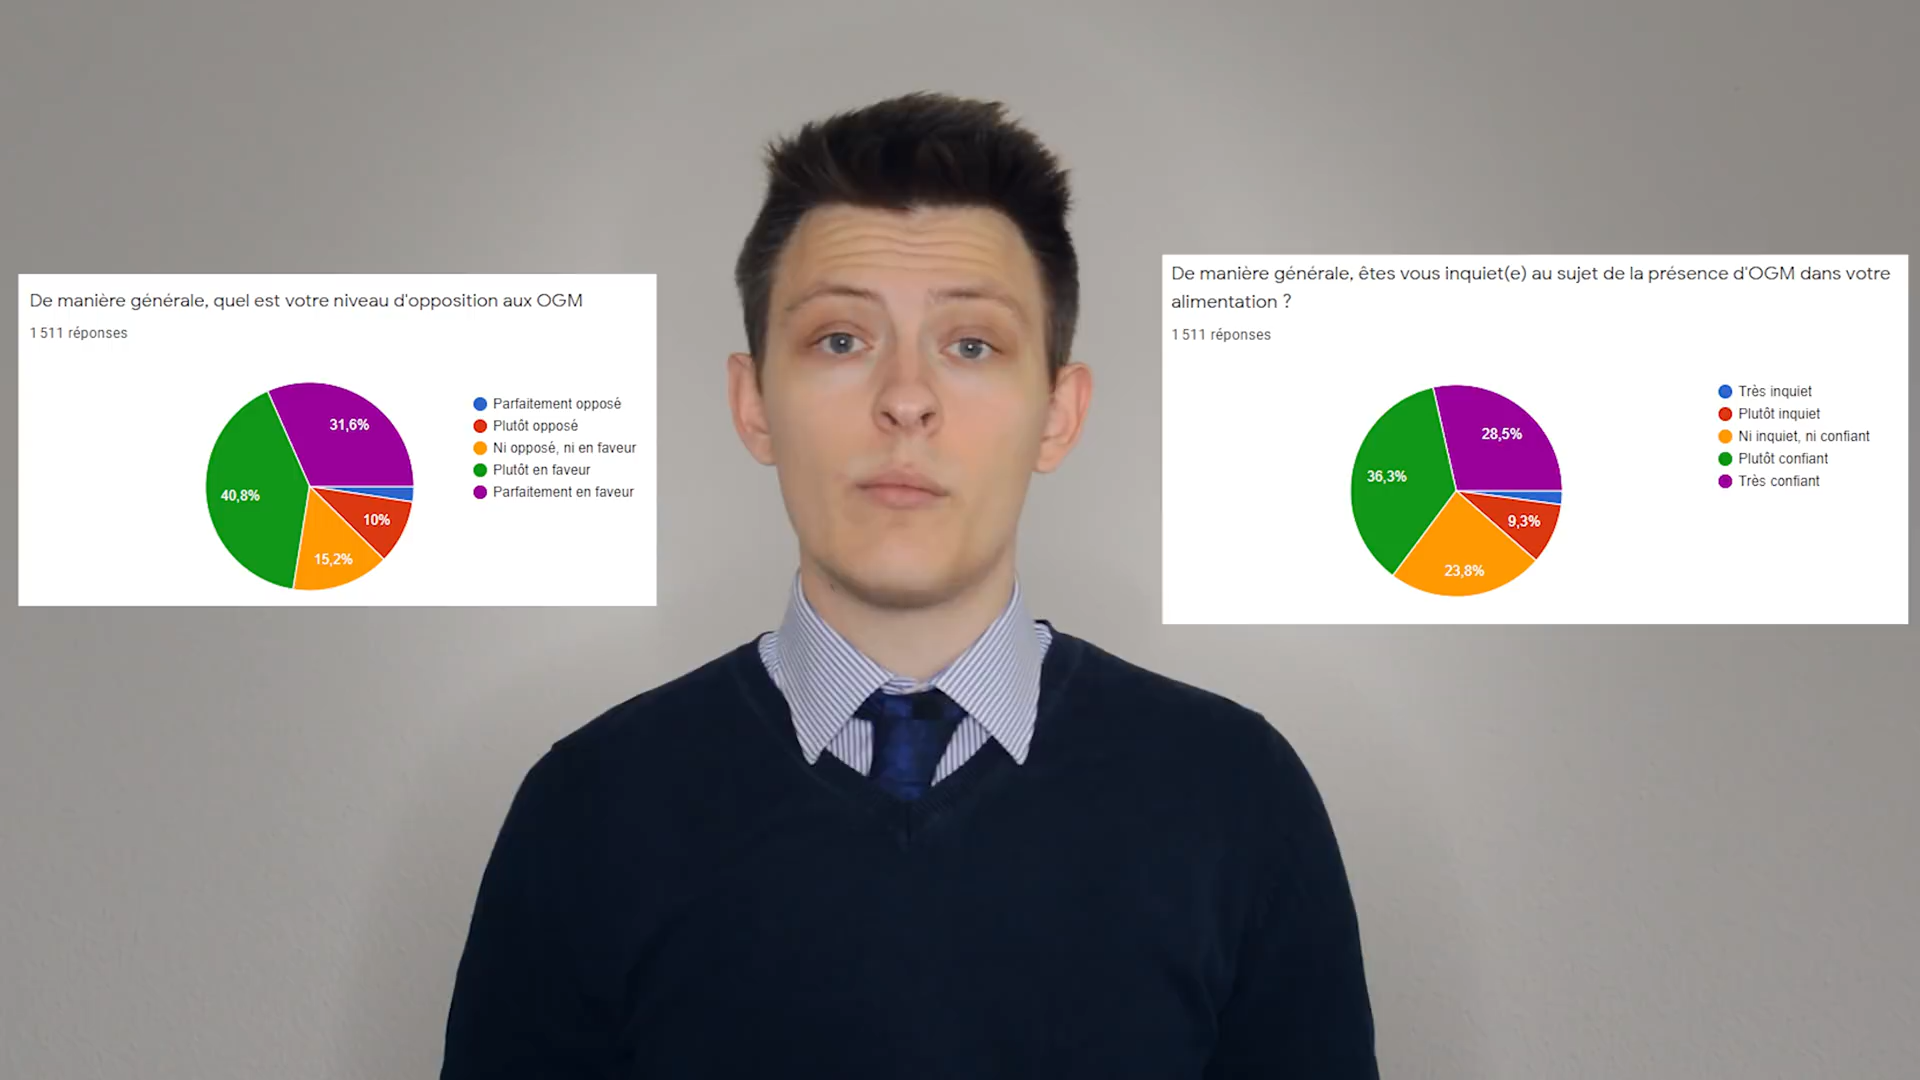 De manière générale, quel est votre niveau d'opposition aux OGM
1 511 réponses
31,6%
40,8%
10%
15,2%
Parfaitement opposé
Plutôt opposé
Ni opposé, ni en faveur
Plutôt en faveur
Parfaitement en faveur
De manière générale, êtes vous inquiet(e) au sujet de la présence d'OGM dans votre
alimentation ?
1 511 réponses
28,5%
36,3%
9,3%
23,8%
Très inquiet
Plutôt inquiet
Ni inquiet, ni confiant
Plutôt confiant
Très confiant